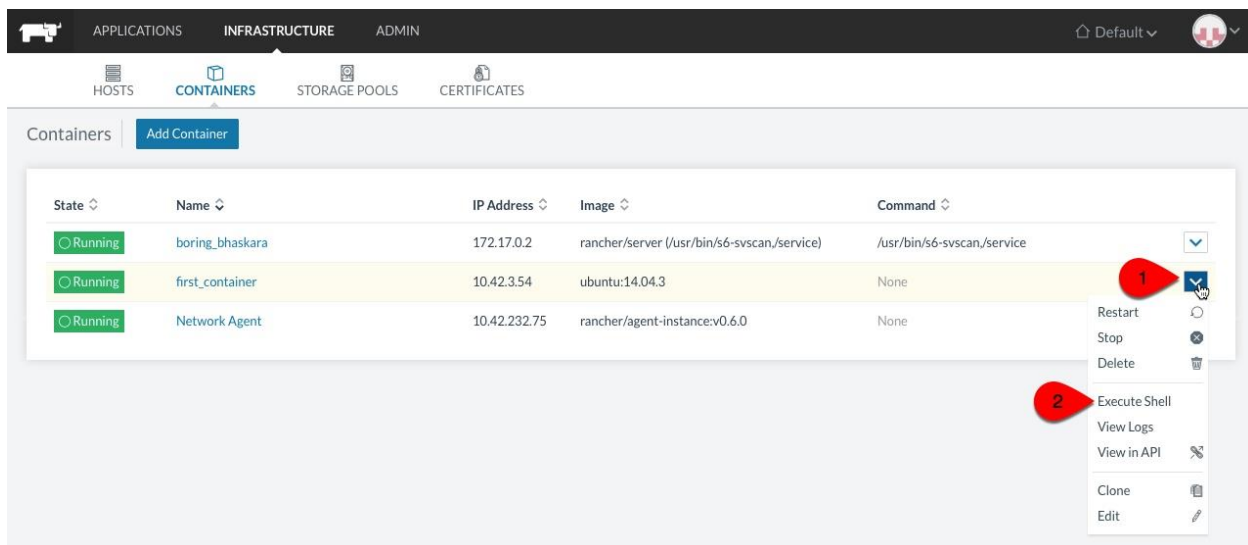 APPLICATIONS INFRASTRUCTURE ADMIN Default
HOSTS CONTAINERS STORAGE POOLS CERTIFICATES
Containers Add Container
State Name IP Address Image Command
Running boring_bhaskara 172.17.0.2 rancher/server (/usr/bin/s6-svscan,/service) /usr/bin/s6-svscan,/service
Running first_container 10.42.3.54 ubuntu:14.04.3 None 1
Running Network Agent 10.42.232.75 rancher/agent-instance:v0.6.0 None
Restart
Stop
Delete
2 Execute Shell
View Logs
View in API
Clone
Edit